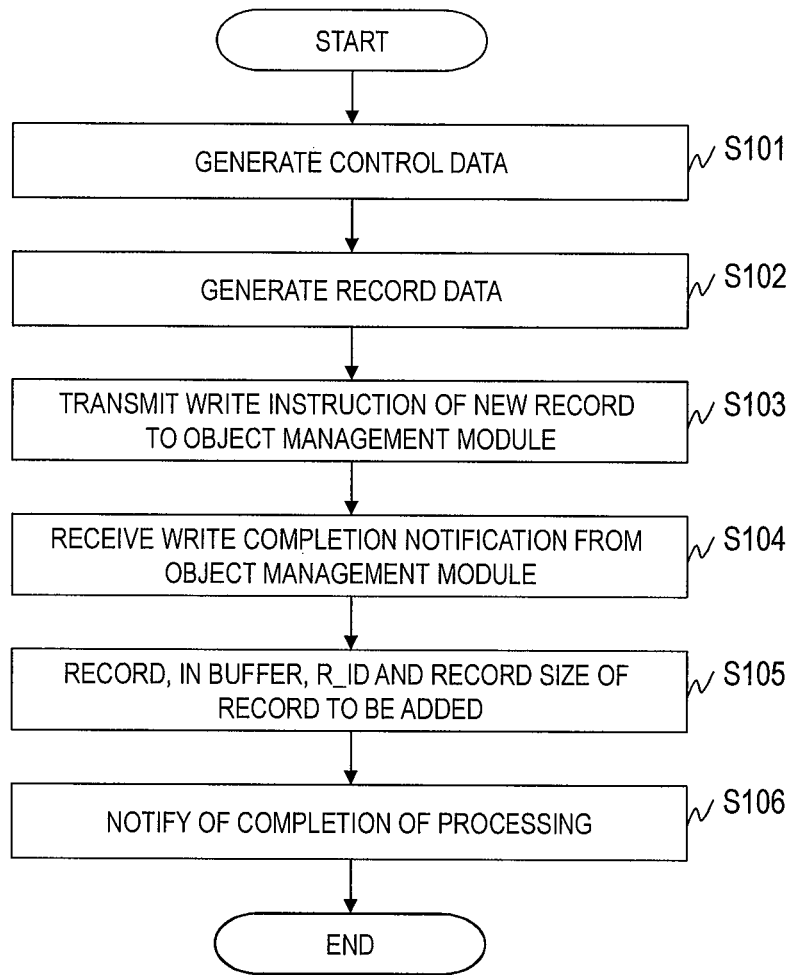 START
GENERATE CONTROL DATA
S101
GENERATE RECORD DATA
S102
TRANSMIT WRITE INSTRUCTION OF NEW RECORD
TO OBJECT MANAGEMENT MODULE
S103
RECEIVE WRITE COMPLETION NOTIFICATION FROM
OBJECT MANAGEMENT MODULE
S104
RECORD, IN BUFFER, R_ID AND RECORD SIZE OF
RECORD TO BE ADDED
S105
NOTIFY OF COMPLETION OF PROCESSING
S106
END